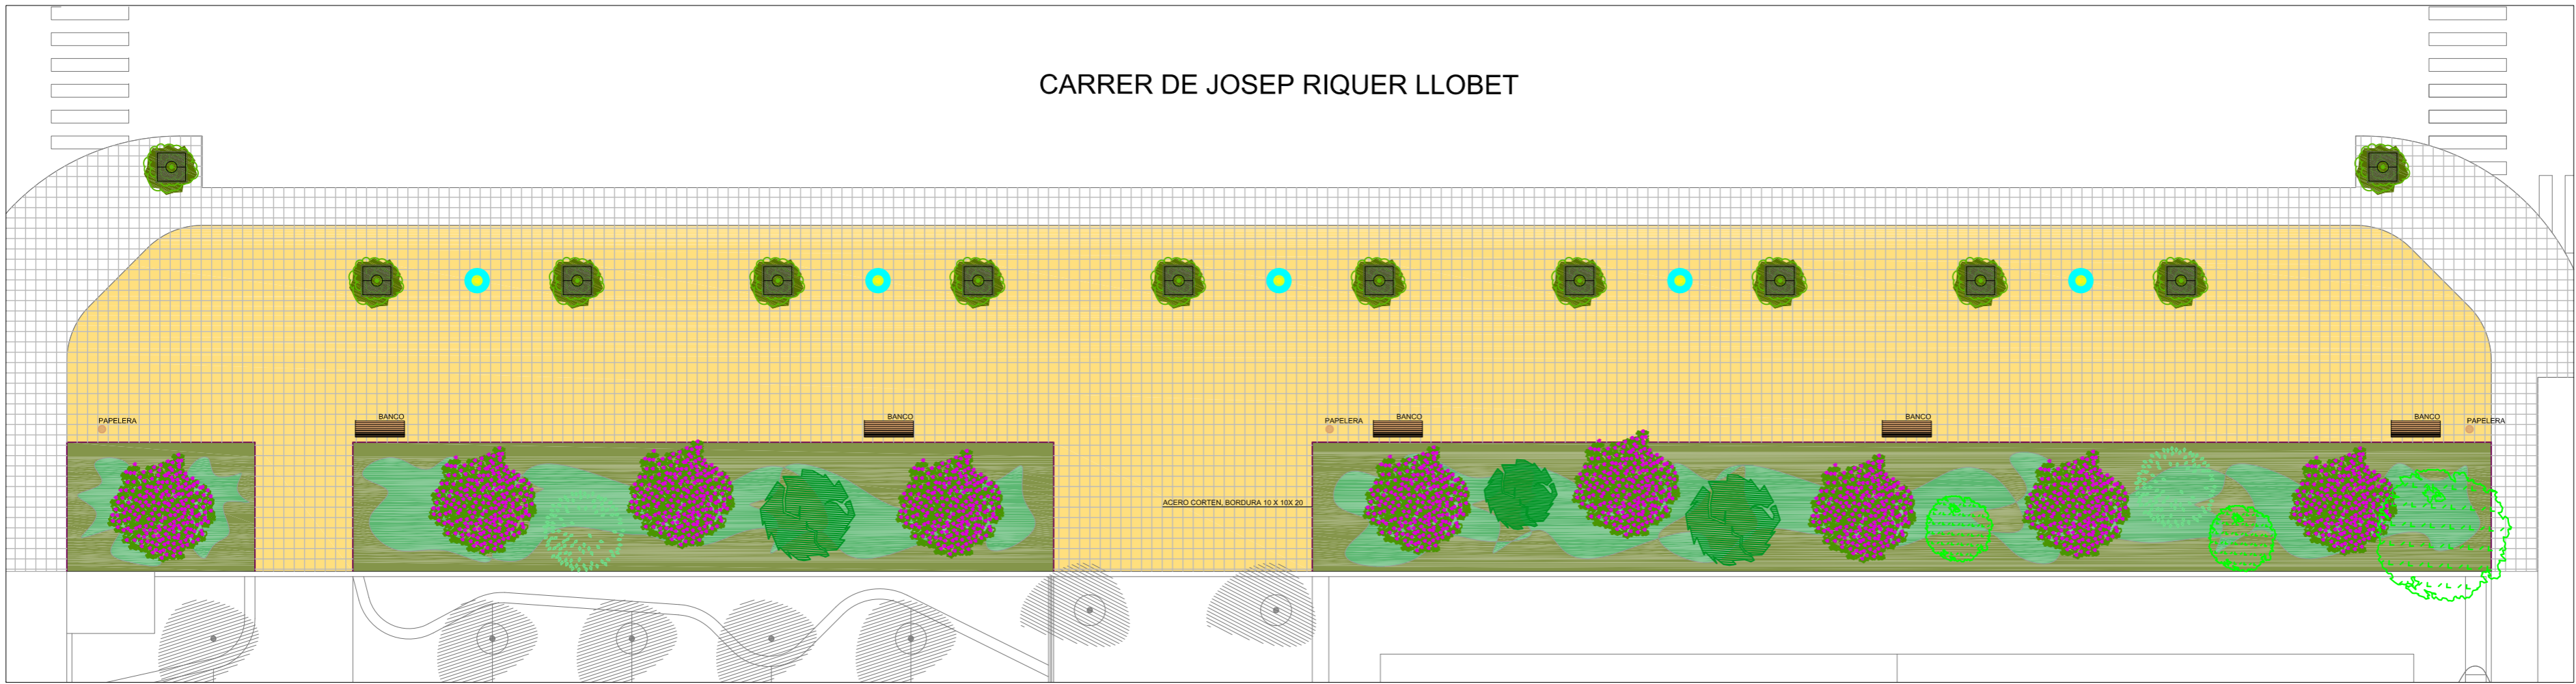 CARRER DE JOSEP RIQUER LLOBET
PAPELERA
BANCO
BANCO
PAPELERA
BANCO
BANCO
BANCO
PAPELERA
ACERO CORTEN, BORDURA 10 X 10X 20